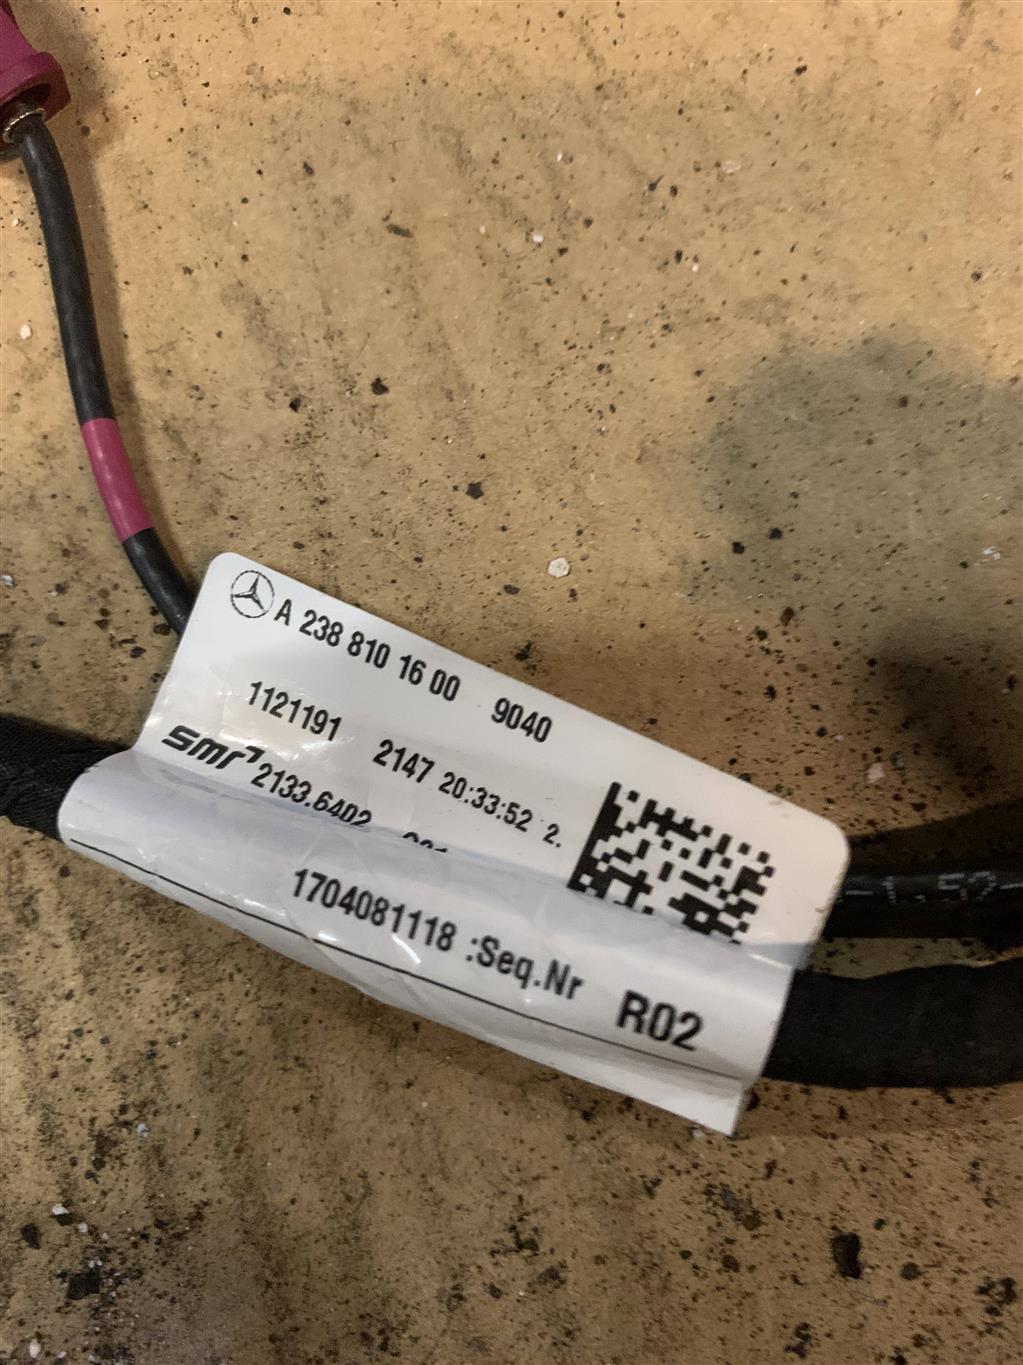 A 238 810 16 00 9040
1121191 2147 20:33:52 2.
smr 2133.6402
1704081118 :Seq.Nr R02